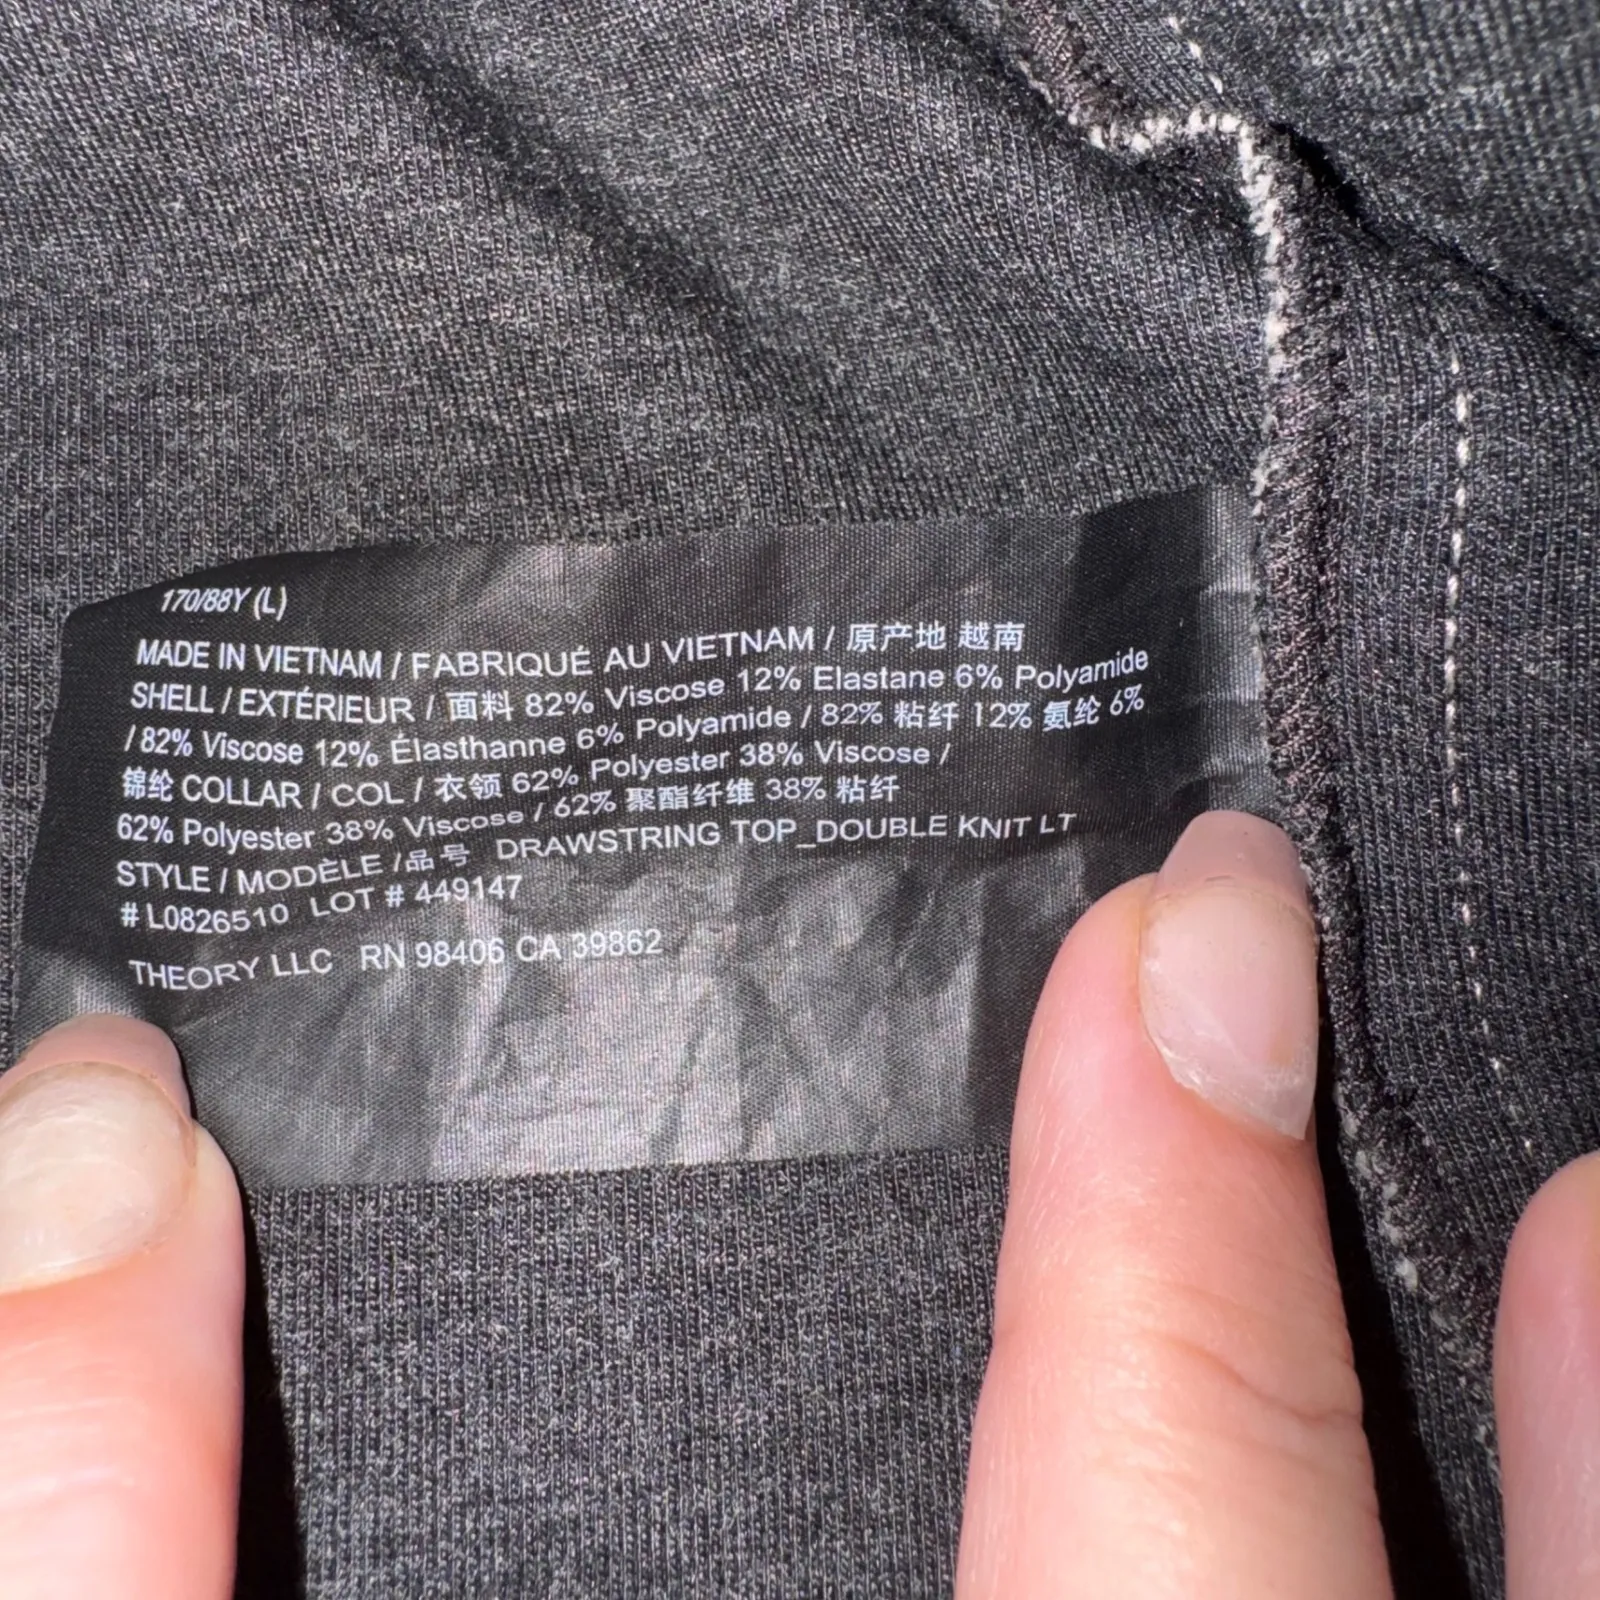 170/88Y (L)
MADE IN VIETNAM / FABRIQUÉ AU VIETNAM / 原产地 越南
SHELL / EXTÉRIEUR / 面料 82% Viscose 12% Elastane 6% Polyamide
/ 82% Viscose 12% Élasthanne 6% Polyamide / 82% 粘纤 12% 氨纶 6%
锦纶 COLLAR / COL / 衣领 62% Polyester 38% Viscose /
62% Polyester 38% Viscose / 62% 聚酯纤维 38% 粘纤
STYLE / MODÈLE /品号 DRAWSTRING TOP_DOUBLE KNIT LT
# L0826510 LOT # 449147
THEORY LLC RN 98406 CA 39862